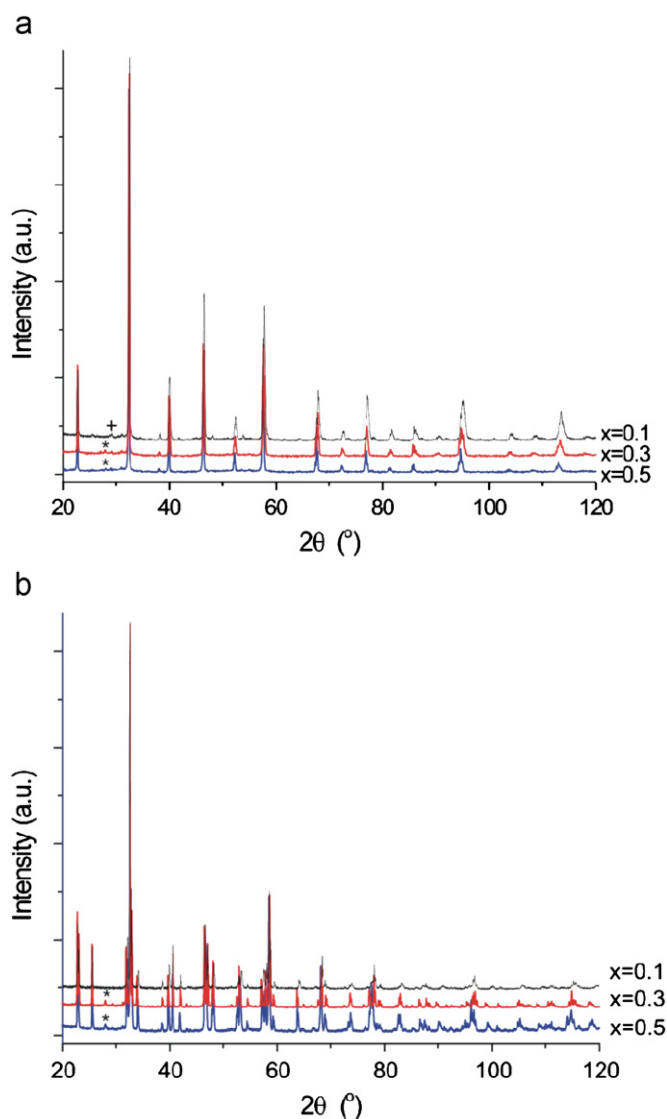 a
Intensity (a.u.)
+
*
*
x=0.1
x=0.3
x=0.5
20 40 60 80 100 120
2θ (°)
b
Intensity (a.u.)
*
*
x=0.1
x=0.3
x=0.5
20 40 60 80 100 120
2θ (°)